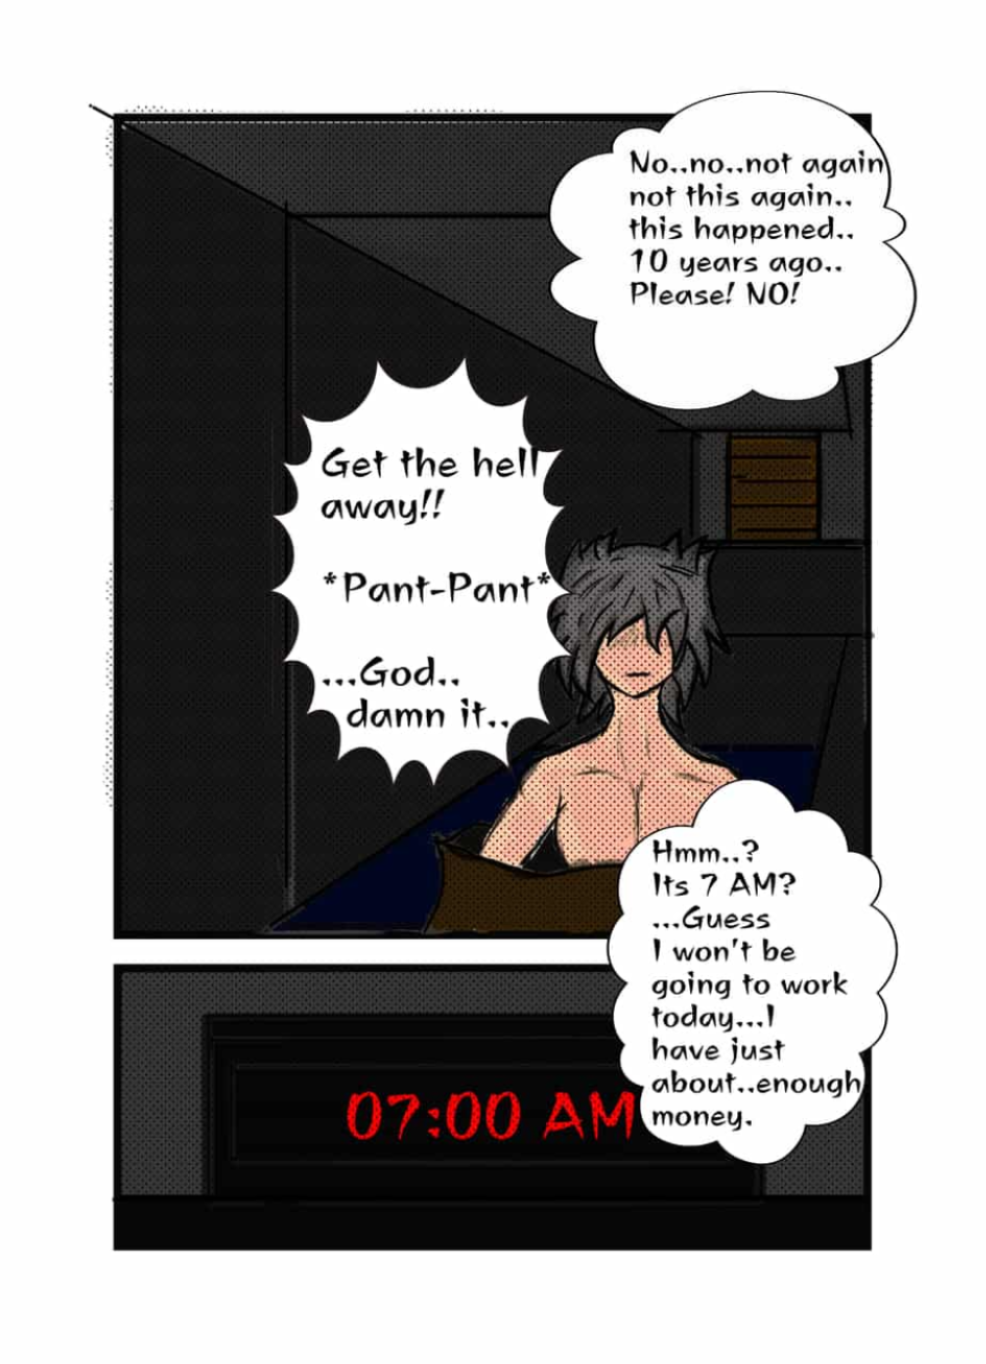 No..no..not again
not this again..
this happened..
10 years ago..
Please! NO!
Get the hell
away!!
*Pant-Pant*
...God..
damn it..
Hmm..?
Its 7 AM?
...Guess
I won't be
going to work
today...I
have just
about..enough
money.
07:00 AM